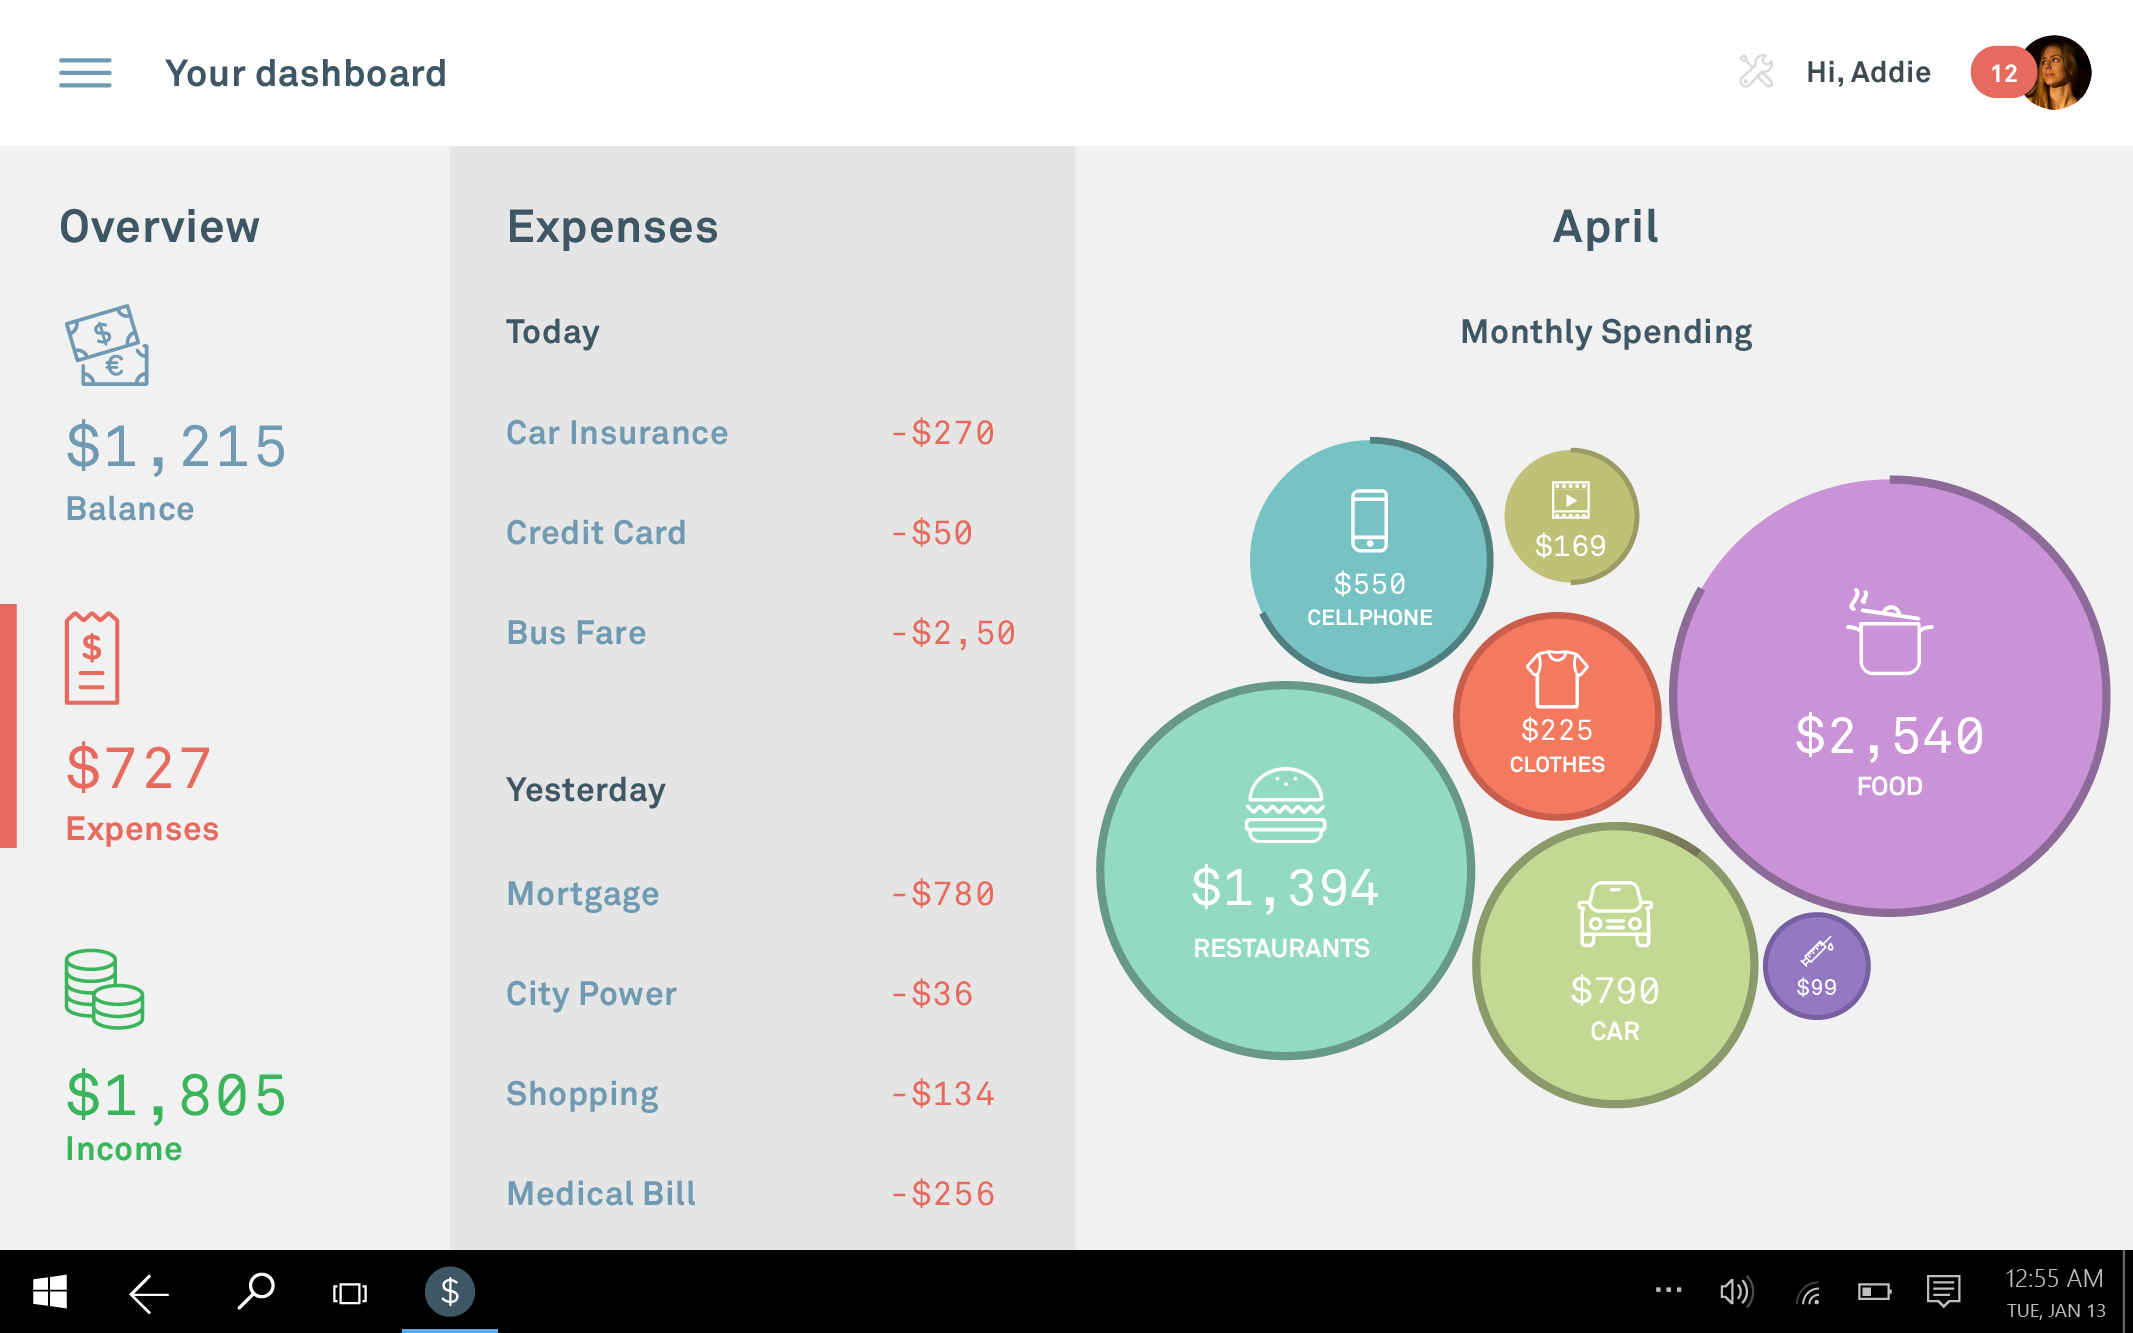 Your dashboard
Hi, Addie
12
Overview
$ €
$1,215
Balance
$
$727
Expenses
$1,805
Income
Expenses
Today
Car Insurance -$270
Credit Card -$50
Bus Fare -$2,50
Yesterday
Mortgage -$780
City Power -$36
Shopping -$134
Medical Bill -$256
April
Monthly Spending
$550
CELLPHONE
$169
$2,540
FOOD
$225
CLOTHES
$1,394
RESTAURANTS
$790
CAR
$99
$
12:55 AM
TUE, JAN 13